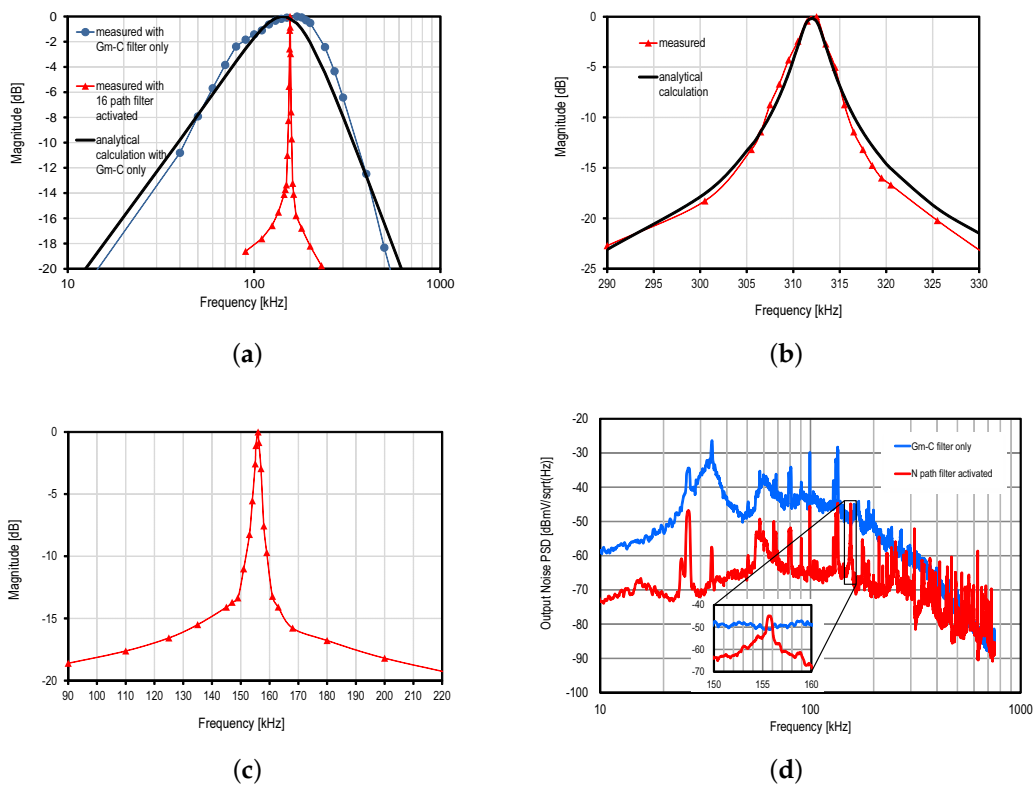 0
-2
-4
-6
-8
-10
-12
-14
-16
-18
-20
10
100
1000
Magnitude [dB]
Frequency [kHz]
measured with
Gm-C filter only
measured with
16 path filter
activated
analytical
calculation with
Gm-C only
(a)
0
-5
-10
-15
-20
-25
290 295 300 305 310 315 320 325 330
Magnitude [dB]
Frequency [kHz]
measured
analytical
calculation
(b)
0
-5
-10
-15
-20
90 100 110 120 130 140 150 160 170 180 190 200 210 220
Magnitude [dB]
Frequency [kHz]
(c)
-20
-30
-40
-50
-60
-70
-80
-90
-100
10
100
1000
Output Noise PSD [dBmV/sqrt(Hz)]
Frequency [kHz]
Gm-C filter only
N path filter activated
-40
-50
-60
-70
150 155 160
(d)